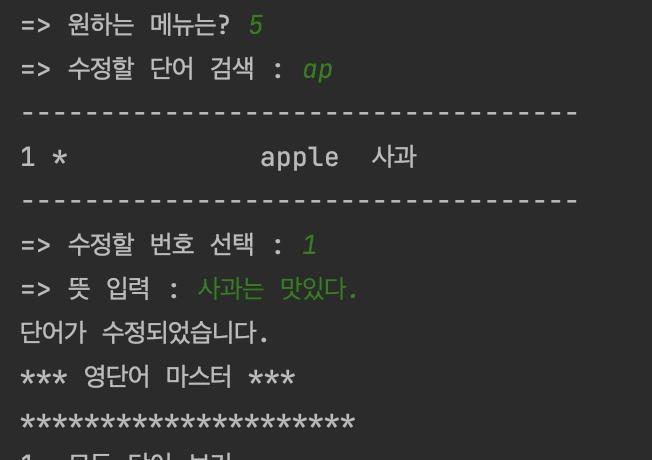 => 원하는 메뉴는? 5
=> 수정할 단어 검색 : ap
-----------------------------------
1 *            apple  사과
-----------------------------------
=> 수정할 번호 선택 : 1
=> 뜻 입력 : 사과는 맛있다.
단어가 수정되었습니다.
*** 영단어 마스터 ***
*********************